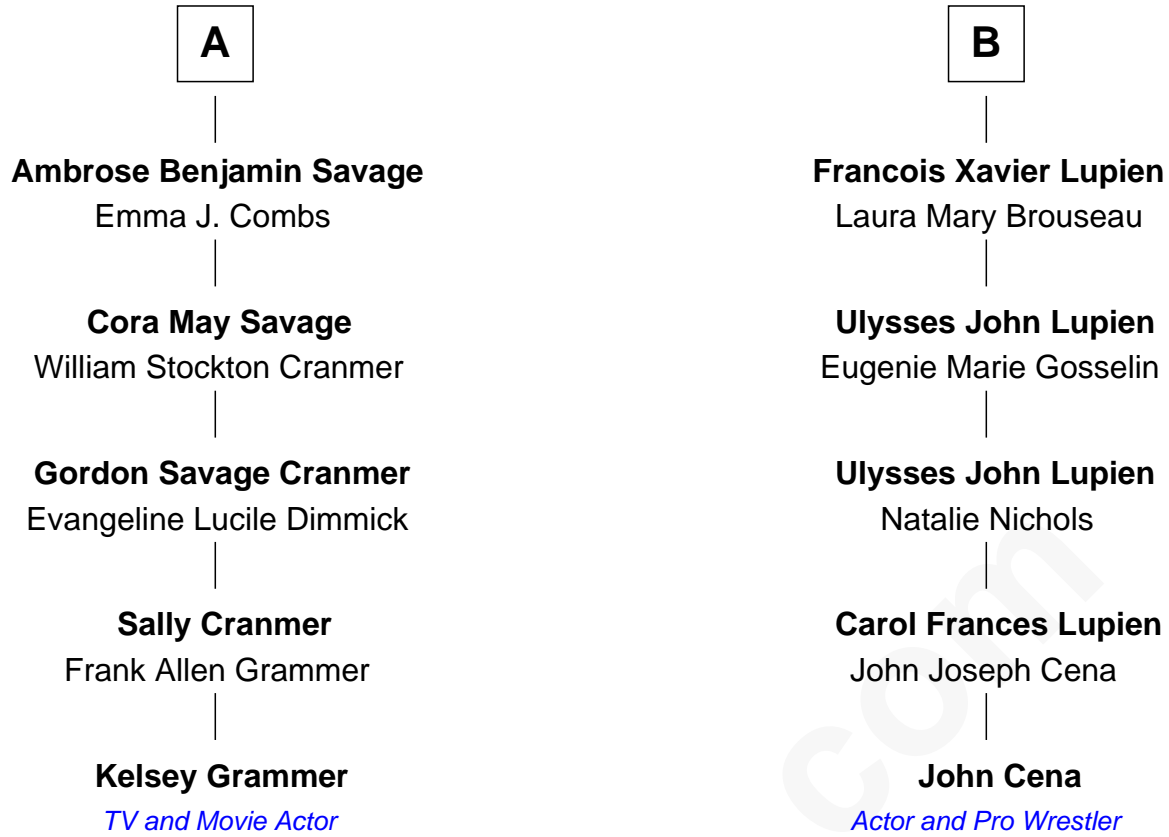 A
Ambrose Benjamin Savage
Emma J. Combs
Cora May Savage
William Stockton Cranmer
Gordon Savage Cranmer
Evangeline Lucile Dimmick
Sally Cranmer
Frank Allen Grammer
Kelsey Grammer
TV and Movie Actor
B
Francois Xavier Lupien
Laura Mary Brouseau
Ulysses John Lupien
Eugenie Marie Gosselin
Ulysses John Lupien
Natalie Nichols
Carol Frances Lupien
John Joseph Cena
John Cena
Actor and Pro Wrestler
com